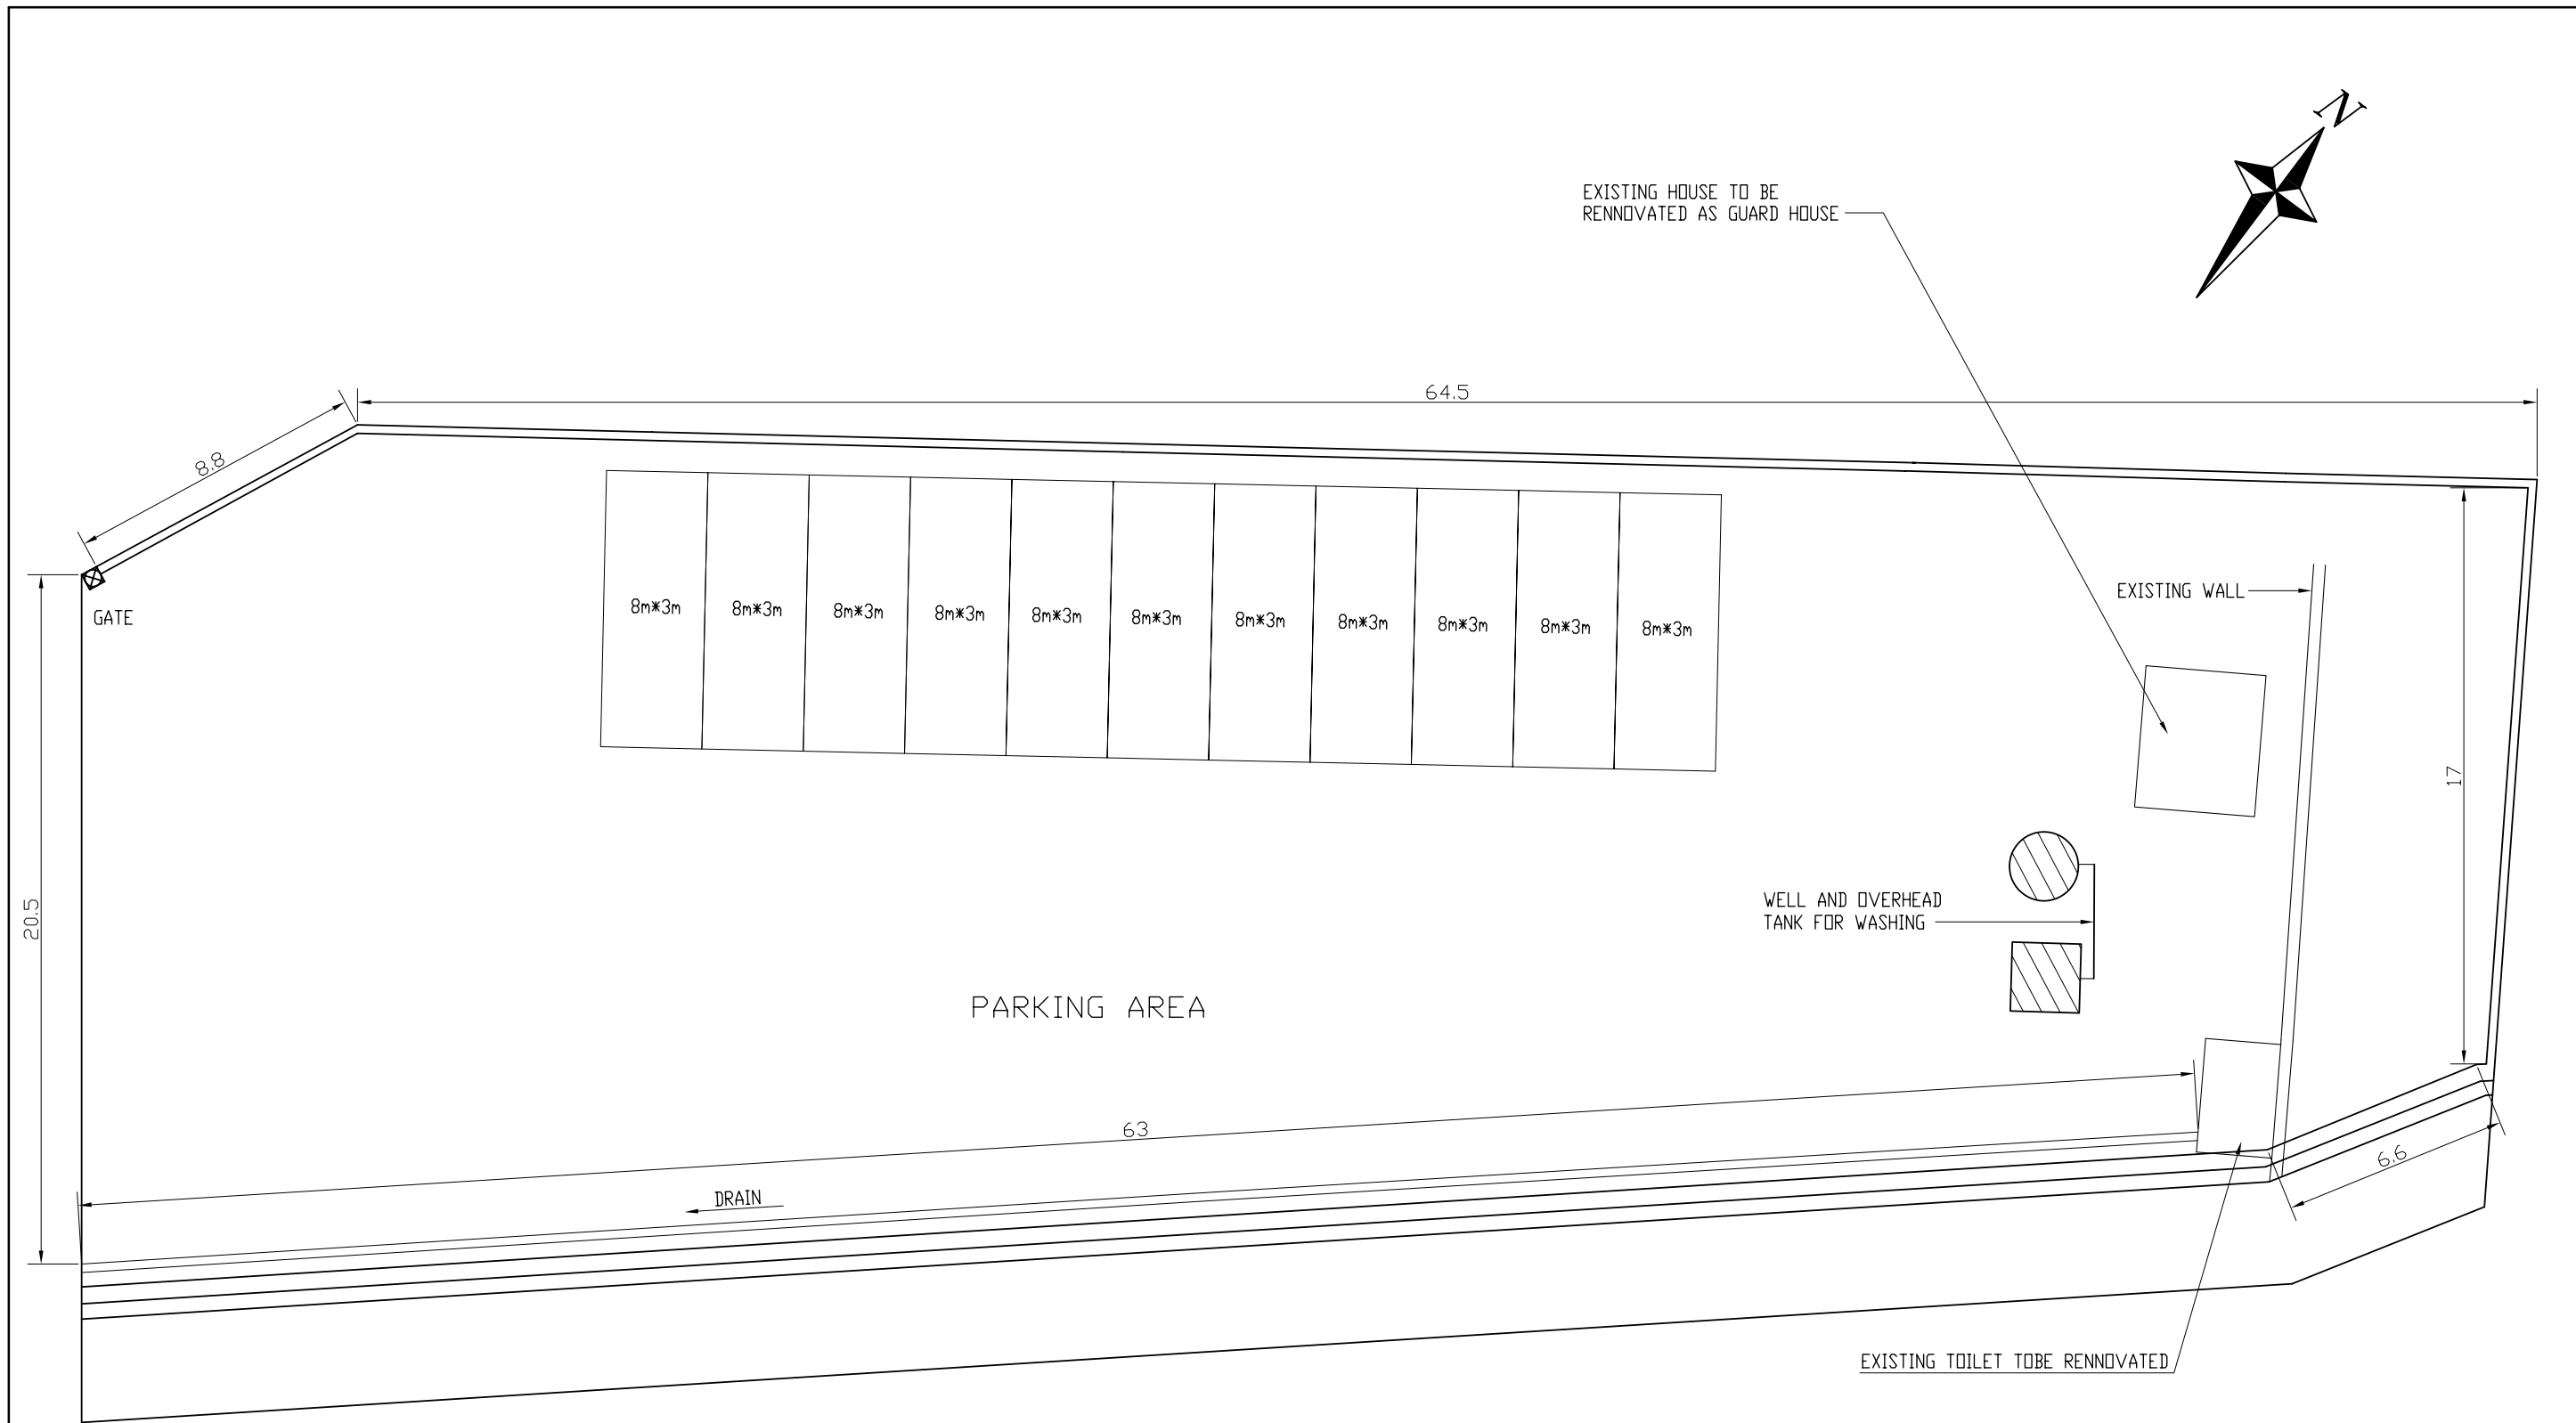 N
EXISTING HOUSE TO BE
RENNOVATED AS GUARD HOUSE
64.5
8.8
GATE
8m*3m
8m*3m
8m*3m
8m*3m
8m*3m
8m*3m
8m*3m
8m*3m
8m*3m
8m*3m
8m*3m
EXISTING WALL
17
20.5
WELL AND OVERHEAD
TANK FOR WASHING
PARKING AREA
63
6.6
DRAIN
EXISTING TOILET TOBE RENNOVATED